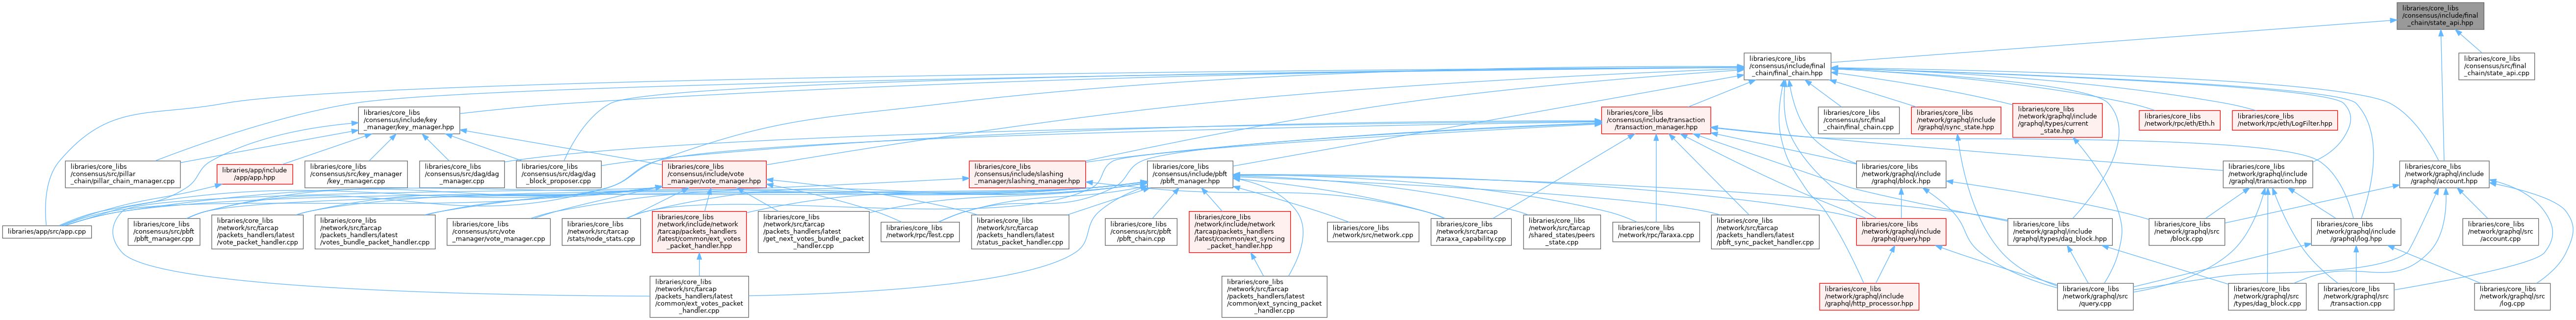 libraries/core_libs
/consensus/include/final
_chain/state_api.hpp
libraries/core_libs
/consensus/include/final
_chain/final_chain.hpp
libraries/core_libs
/consensus/src/final
_chain/state_api.cpp
libraries/core_libs
/consensus/include/key
_manager/key_manager.hpp
libraries/core_libs
/consensus/include/transaction
/transaction_manager.hpp
libraries/core_libs
/consensus/src/final
_chain/final_chain.cpp
libraries/core_libs
/network/graphql/include
/graphql/sync_state.hpp
libraries/core_libs
/network/graphql/include
/graphql/types/current
_state.hpp
libraries/core_libs
/network/rpc/eth/Eth.h
libraries/core_libs
/network/rpc/eth/LogFilter.hpp
libraries/core_libs
/consensus/src/pillar
_chain/pillar_chain_manager.cpp
libraries/app/include
/app/app.hpp
libraries/core_libs
/consensus/src/key_manager
/key_manager.cpp
libraries/core_libs
/consensus/src/dag/dag
_manager.cpp
libraries/core_libs
/consensus/src/dag/dag
_block_proposer.cpp
libraries/core_libs
/consensus/include/vote
_manager/vote_manager.hpp
libraries/core_libs
/consensus/include/slashing
_manager/slashing_manager.hpp
libraries/core_libs
/consensus/include/pbft
/pbft_manager.hpp
libraries/core_libs
/network/graphql/include
/graphql/block.hpp
libraries/core_libs
/network/graphql/include
/graphql/transaction.hpp
libraries/core_libs
/network/graphql/include
/graphql/account.hpp
libraries/app/src/app.cpp
libraries/core_libs
/consensus/src/pbft
/pbft_manager.cpp
libraries/core_libs
/network/src/tarcap
/packets_handlers/latest
/vote_packet_handler.cpp
libraries/core_libs
/network/src/tarcap
/packets_handlers/latest
/votes_bundle_packet_handler.cpp
libraries/core_libs
/consensus/src/vote
_manager/vote_manager.cpp
libraries/core_libs
/network/src/tarcap
/stats/node_stats.cpp
libraries/core_libs
/network/include/network
/tarcap/packets_handlers
/latest/common/ext_votes
_packet_handler.hpp
libraries/core_libs
/network/src/tarcap
/packets_handlers/latest
/get_next_votes_bundle_packet
_handler.cpp
libraries/core_libs
/network/rpc/Test.cpp
libraries/core_libs
/network/src/tarcap
/packets_handlers/latest
/status_packet_handler.cpp
libraries/core_libs
/consensus/src/pbft
/pbft_chain.cpp
libraries/core_libs
/network/include/network
/tarcap/packets_handlers
/latest/common/ext_syncing
_packet_handler.hpp
libraries/core_libs
/network/src/network.cpp
libraries/core_libs
/network/src/tarcap
/taraxa_capability.cpp
libraries/core_libs
/network/src/tarcap
/shared_states/peers
_state.cpp
libraries/core_libs
/network/rpc/Taraxa.cpp
libraries/core_libs
/network/src/tarcap
/packets_handlers/latest
/pbft_sync_packet_handler.cpp
libraries/core_libs
/network/graphql/include
/graphql/query.hpp
libraries/core_libs
/network/graphql/include
/graphql/types/dag_block.hpp
libraries/core_libs
/network/graphql/src
/block.cpp
libraries/core_libs
/network/graphql/include
/graphql/log.hpp
libraries/core_libs
/network/graphql/src
/account.cpp
libraries/core_libs
/network/src/tarcap
/packets_handlers/latest
/common/ext_votes_packet
_handler.cpp
libraries/core_libs
/network/src/tarcap
/packets_handlers/latest
/common/ext_syncing_packet
_handler.cpp
libraries/core_libs
/network/graphql/include
/graphql/http_processor.hpp
libraries/core_libs
/network/graphql/src
/query.cpp
libraries/core_libs
/network/graphql/src
/types/dag_block.cpp
libraries/core_libs
/network/graphql/src
/transaction.cpp
libraries/core_libs
/network/graphql/src
/log.cpp